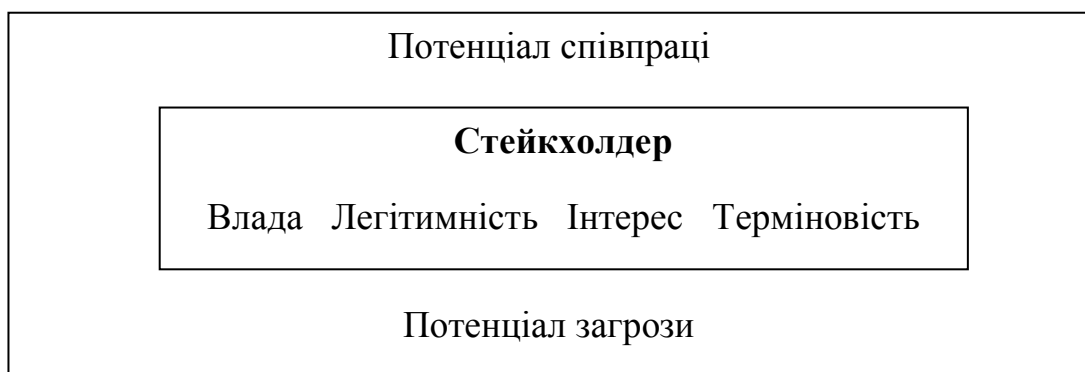 Потенціал співпраці
Стейкхолдер
Влада Легітимність Інтерес Терміновість
Потенціал загрози